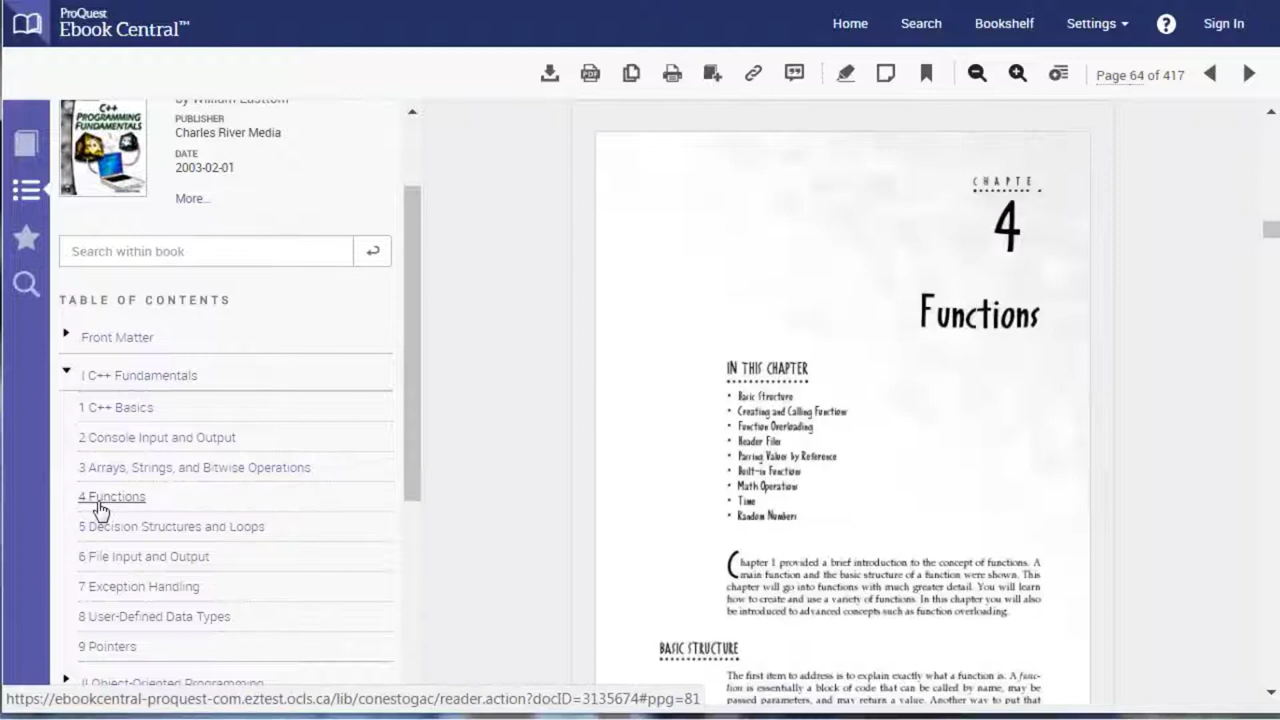 ProQuest
Ebook Central™
Home Search Bookshelf Settings ? Sign In
PDF
Page 64 of 417
C++
PROGRAMMING
FUNDAMENTALS
by William Easttom
PUBLISHER
Charles River Media
DATE
2003-02-01
More...
Search within book
TABLE OF CONTENTS
Front Matter
I C++ Fundamentals
1 C++ Basics
2 Console Input and Output
3 Arrays, Strings, and Bitwise Operations
4 Functions
5 Decision Structures and Loops
6 File Input and Output
7 Exception Handling
8 User-Defined Data Types
9 Pointers
II Object-Oriented Programming
https://ebookcentral-proquest-com.eztest.ocls.ca/lib/conestogac/reader.action?docID=3135674#ppg=81
CHAPTE
4
Functions
IN THIS CHAPTER
• Basic Structure
• Creating and Calling Function
• Function Overloading
• Header Files
• Passing Values by Reference
• Built-in Functions
• Math Operations
• Time
• Random Numbers
Chapter 1 provided a brief introduction to the concept of functions. A
main function and the basic structure of a function were shown. This
chapter will go into functions with much greater detail. You will learn
how to create and use a variety of functions. In this chapter you will also
be introduced to advanced concepts such as function overloading.
BASIC STRUCTURE
The first item to address is to explain exactly what a function is. A func-
tion is essentially a block of code that can be called by name, may be
passed parameters, and may return a value. Another way to put that